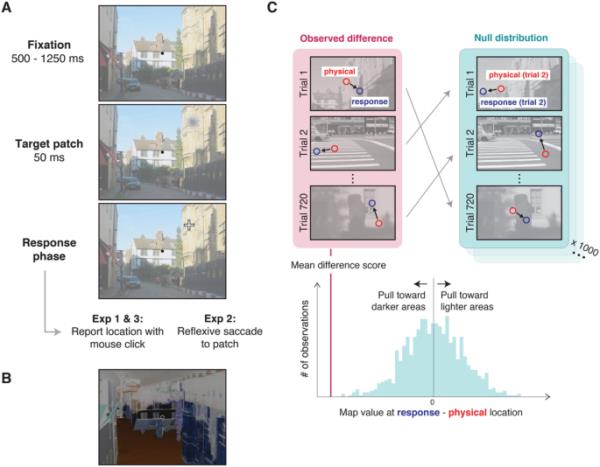 A
Fixation
500 - 1250 ms
Target patch
50 ms
Response
phase
Exp 1 & 3:
Report location with
mouse click
Exp 2:
Reflexive saccade
to patch
B
C
Observed difference
Trial 1
physical
response
Trial 2
Trial 720
Mean difference score
Null distribution
Trial 1
physical (trial 2)
response (trial 2)
Trial 2
Trial 720
x 1000
Pull toward
darker areas
Pull toward
lighter areas
# of observations
0
Map value at response - physical location